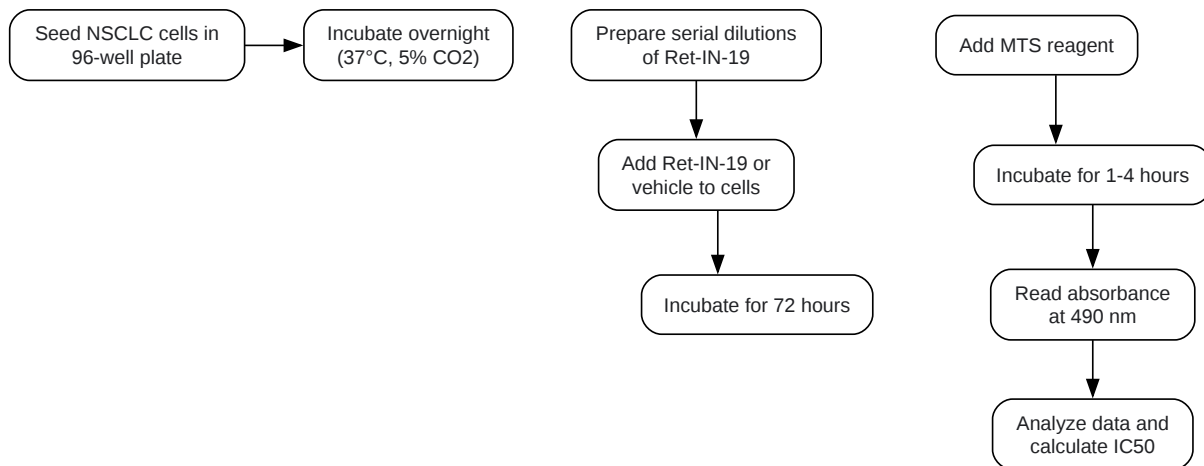 Seed NSCLC cells in
96-well plate
Incubate overnight
(37°C, 5% CO2)
Prepare serial dilutions
of Ret-IN-19
Add Ret-IN-19 or
vehicle to cells
Incubate for 72 hours
Add MTS reagent
Incubate for 1-4 hours
Read absorbance
at 490 nm
Analyze data and
calculate IC50